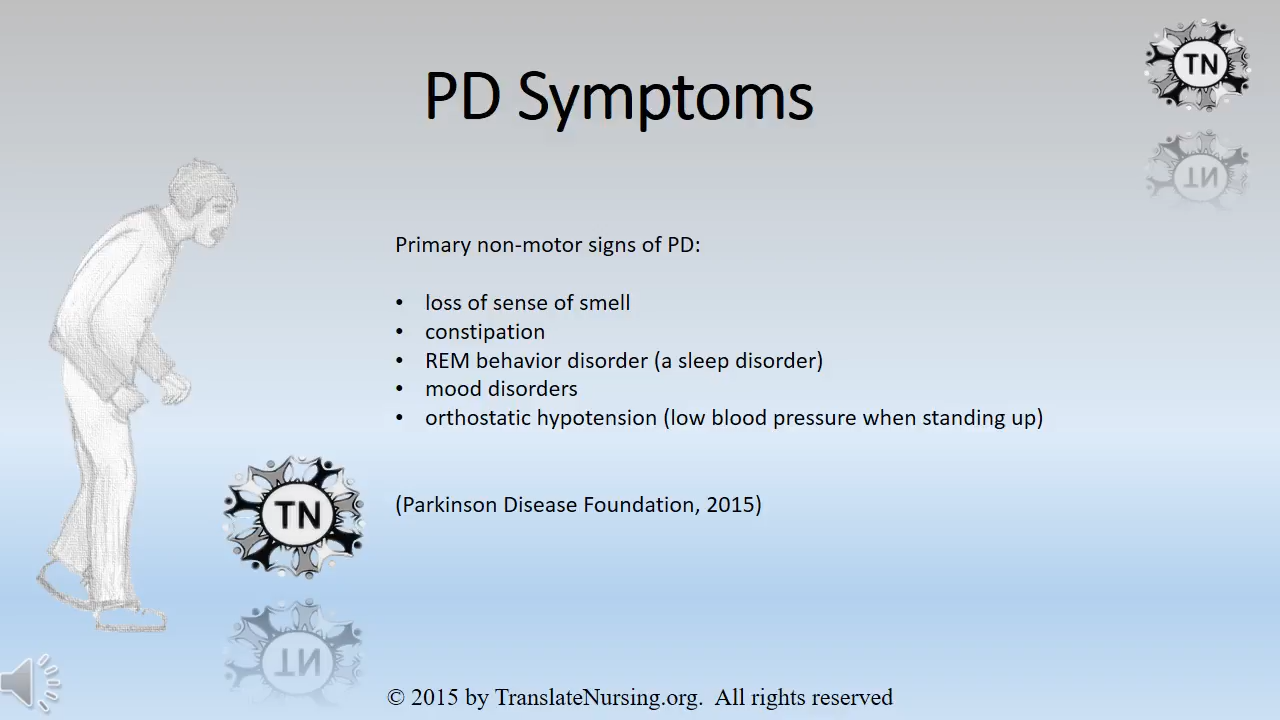 TN
PD Symptoms
Primary non-motor signs of PD:
• loss of sense of smell
• constipation
• REM behavior disorder (a sleep disorder)
• mood disorders
• orthostatic hypotension (low blood pressure when standing up)
(Parkinson Disease Foundation, 2015)
TN
© 2015 by TranslateNursing.org. All rights reserved